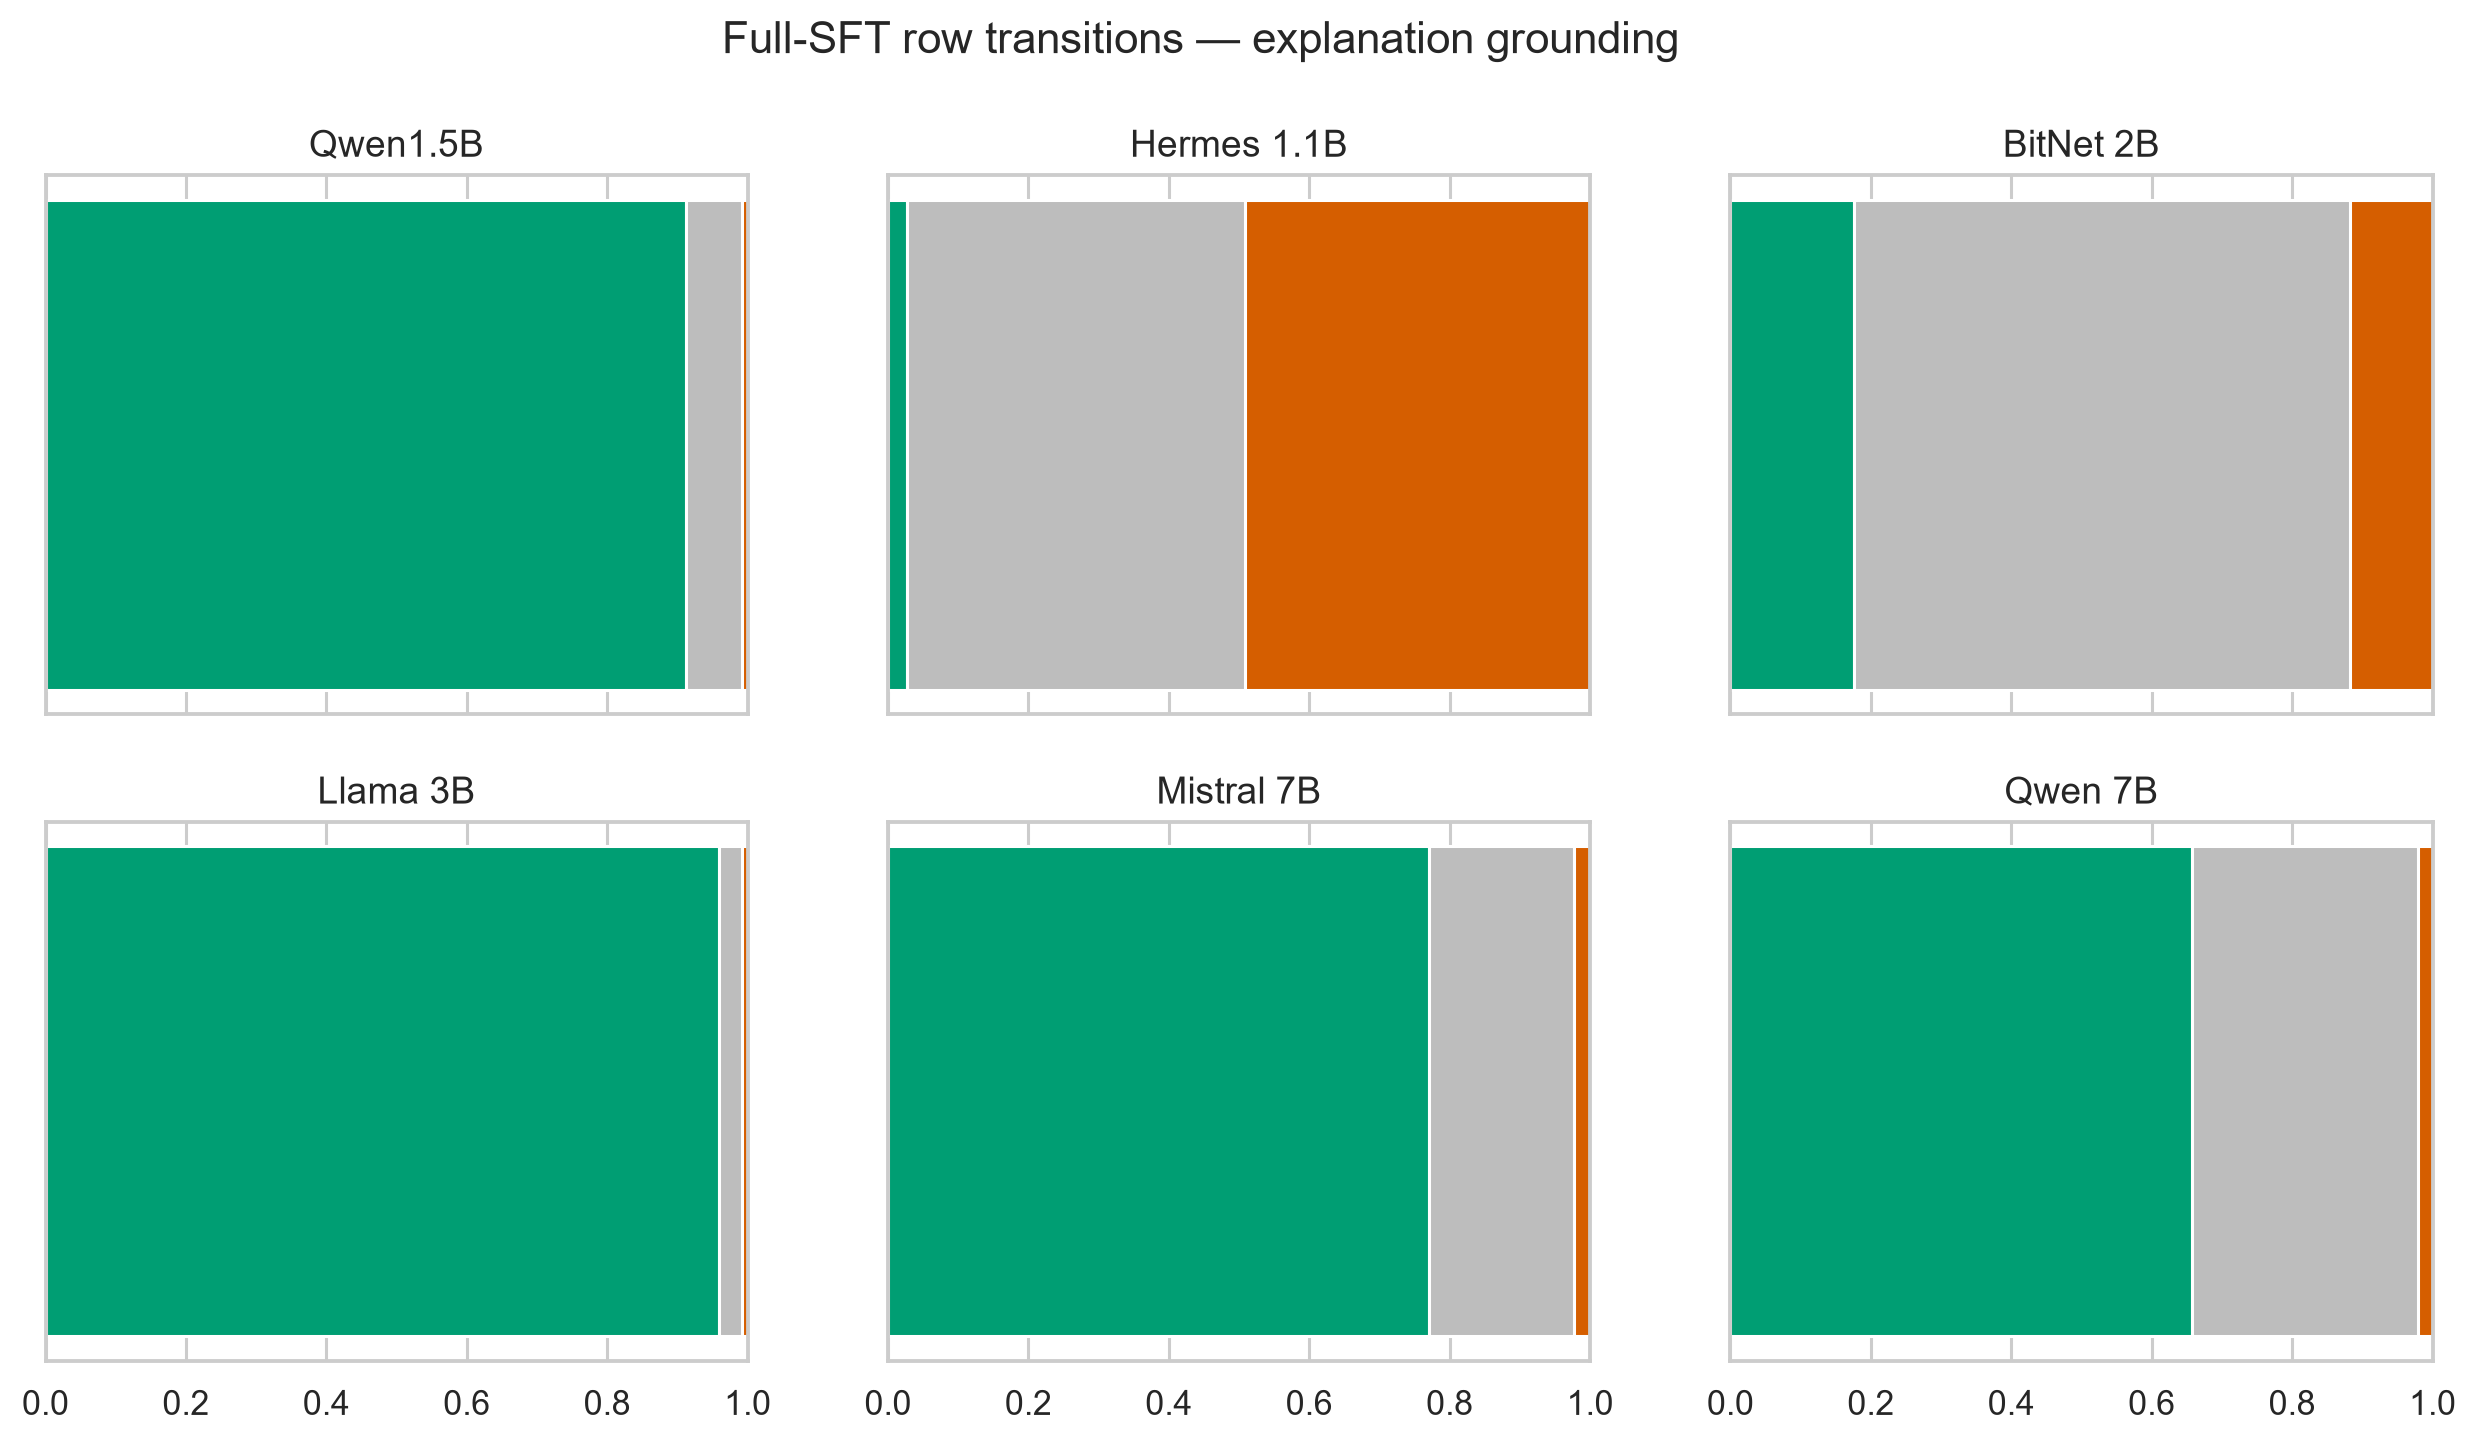 Full-SFT row transitions — explanation grounding
Qwen1.5B
Hermes 1.1B
BitNet 2B
Llama 3B
Mistral 7B
Qwen 7B
0.0 0.2 0.4 0.6 0.8 1.0
0.0 0.2 0.4 0.6 0.8 1.0
0.0 0.2 0.4 0.6 0.8 1.0